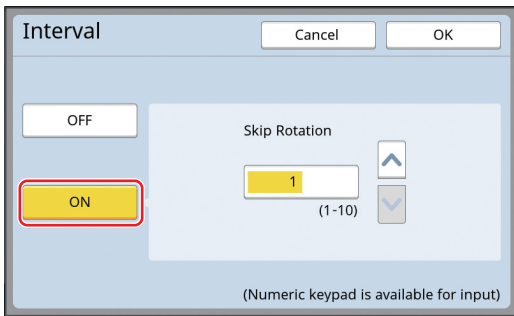 Interval
Cancel
OK
OFF
Skip Rotation
1
ON
(1-10)
(Numeric keypad is available for input)